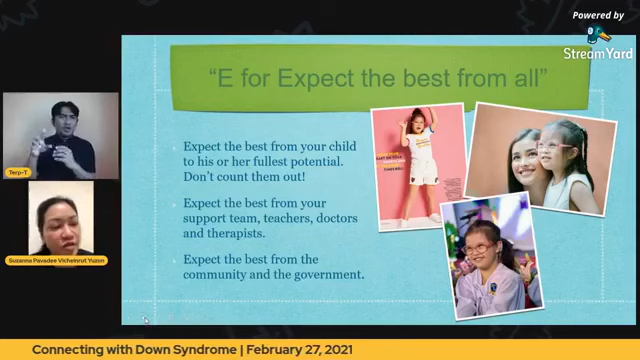 Powered by
StreamYard
"E for Expect the best from all"
Expect the best from your child
to his or her fullest potential.
Don't count them out!
Expect the best from your
support team, teachers, doctors
and therapists.
Expect the best from the
community and the government.
Terp-T
Suzanna Pavadee Vicheinrut Yuzon
Connecting with Down Syndrome | February 27, 2021